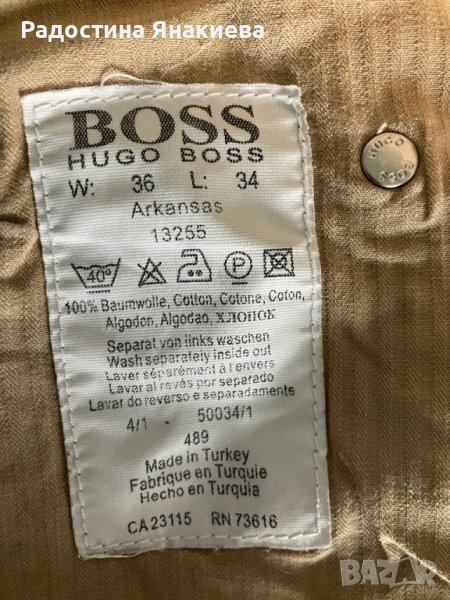 Радостина Янакиева
BOSS
HUGO BOSS
W: 36 L: 34
Arkansas
13255
40°
P
100% Baumwolle, Cotton, Cotone, Coton,
Algodon, Algodao, ХЛОПОК
Separat von links waschen
Wash separately inside out
Laver séparément à l'envers
Lavar al revés por separado
Lavar do reverso e separadamente
4/1 - 50034/1
489
Made in Turkey
Fabrique en Turquie
Hecho en Turquia
CA 23115 RN 73616
HUGO
BOSS
BAZAR